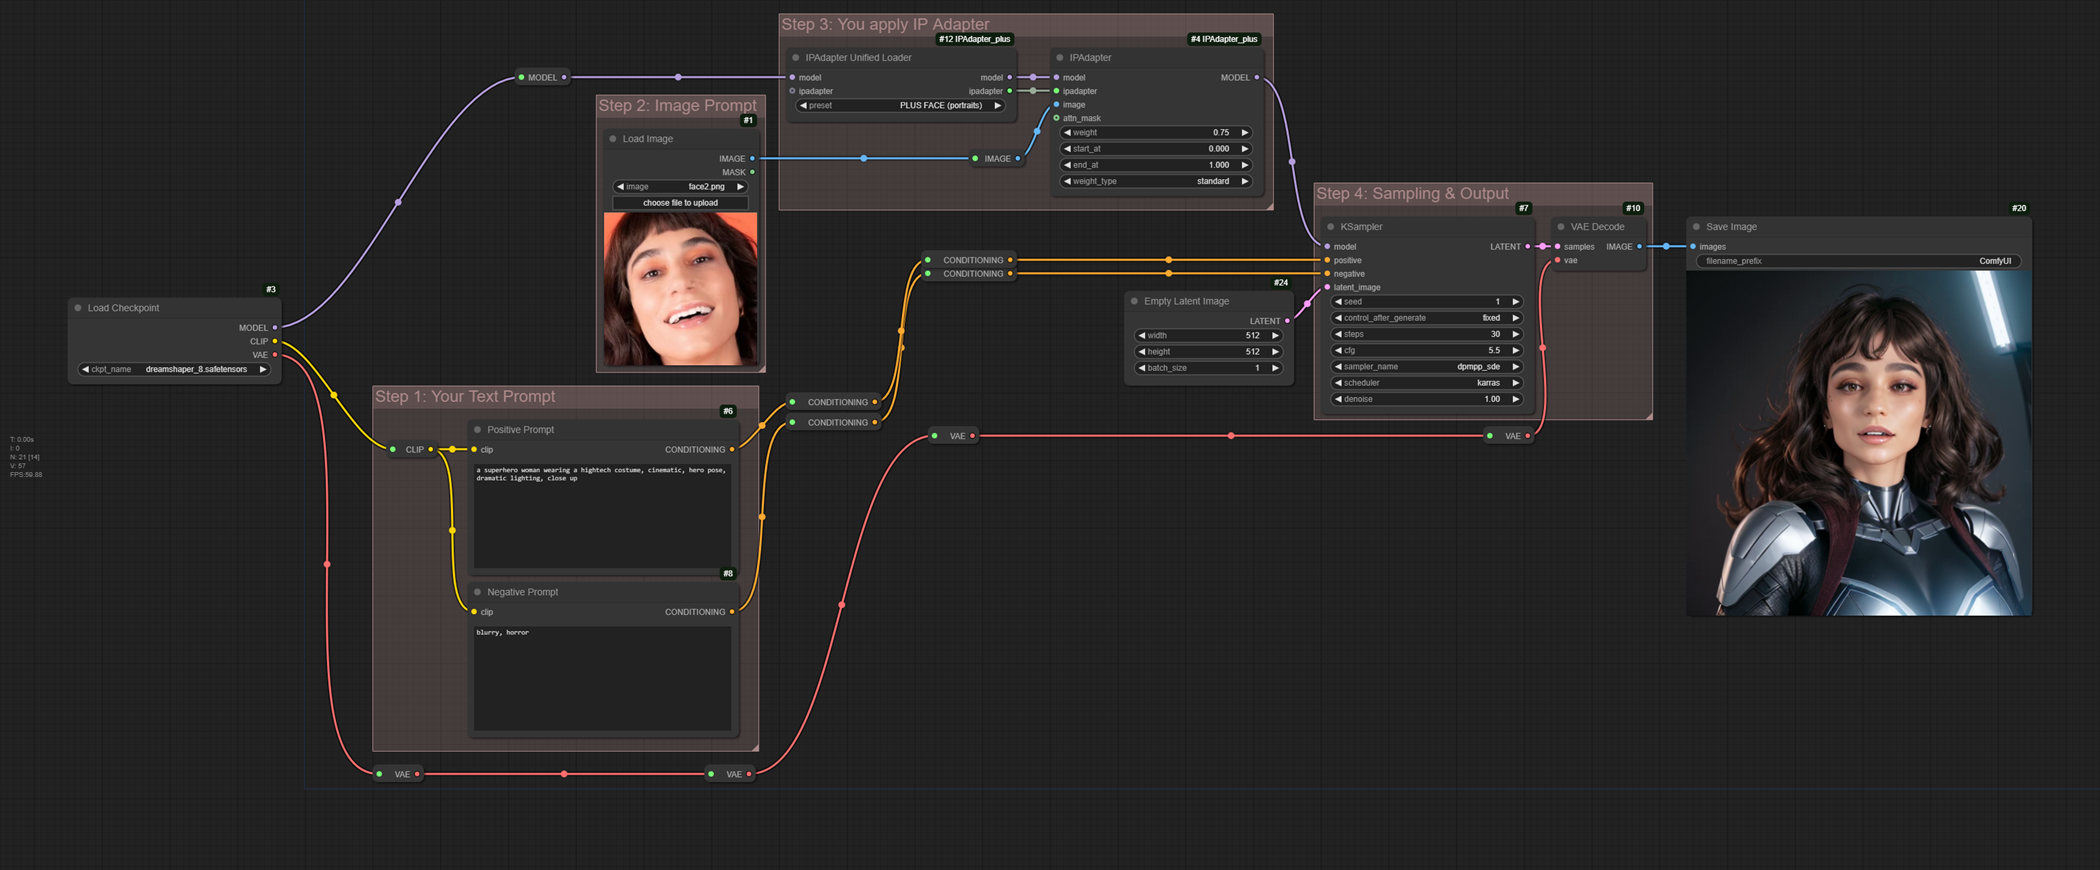 Step 3: You apply IP Adapter
#12 IPAdapter_plus
#4 IPAdapter_plus
IPAdapter Unified Loader
model
model
ipadapter
ipadapter
preset
PLUS FACE (portraits)
IPAdapter
model
MODEL
ipadapter
image
attn_mask
weight
0.75
start_at
0.000
end_at
1.000
weight_type
standard
MODEL
IMAGE
Step 2: Image Prompt
#1
Load Image
IMAGE
MASK
image
face2.png
choose file to upload
#3
Load Checkpoint
MODEL
CLIP
VAE
ckpt_name
dreamshaper_8.safetensors
Step 1: Your Text Prompt
#6
CLIP
Positive Prompt
clip
CONDITIONING
a superhero woman wearing a hightech costume, cinematic, hero pose,
dramatic lighting, close up
#8
Negative Prompt
clip
CONDITIONING
blurry, horror
CONDITIONING
CONDITIONING
CONDITIONING
CONDITIONING
VAE
VAE
VAE
VAE
#24
Empty Latent Image
LATENT
width
512
height
512
batch_size
1
Step 4: Sampling & Output
#7
KSampler
model
LATENT
positive
negative
latent_image
seed
1
control_after_generate
fixed
steps
30
cfg
5.5
sampler_name
dpmpp_sde
scheduler
karras
denoise
1.00
#10
VAE Decode
samples
IMAGE
vae
#20
Save Image
images
filename_prefix
ComfyUI
T: 0.00s
I: 0
N: 21 [14]
V: 57
FPS:59.88